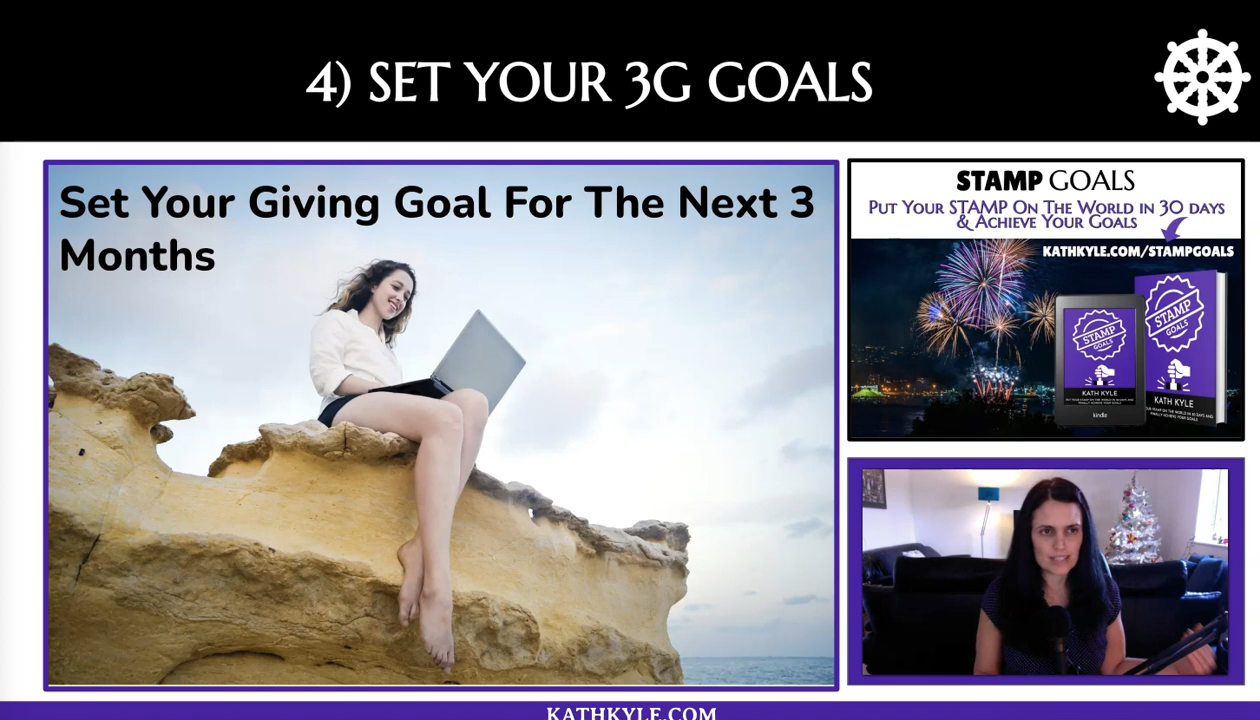 4) SET YOUR 3G GOALS
Set Your Giving Goal For The Next 3
Months
STAMP GOALS
PUT YOUR STAMP ON THE WORLD IN 30 DAYS
& ACHIEVE YOUR GOALS
KATHKYLE.COM/STAMPGOALS
STAMP
GOALS
KATH KYLE
kindle
STAMP
GOALS
KATH KYLE
KATHKYLE.COM